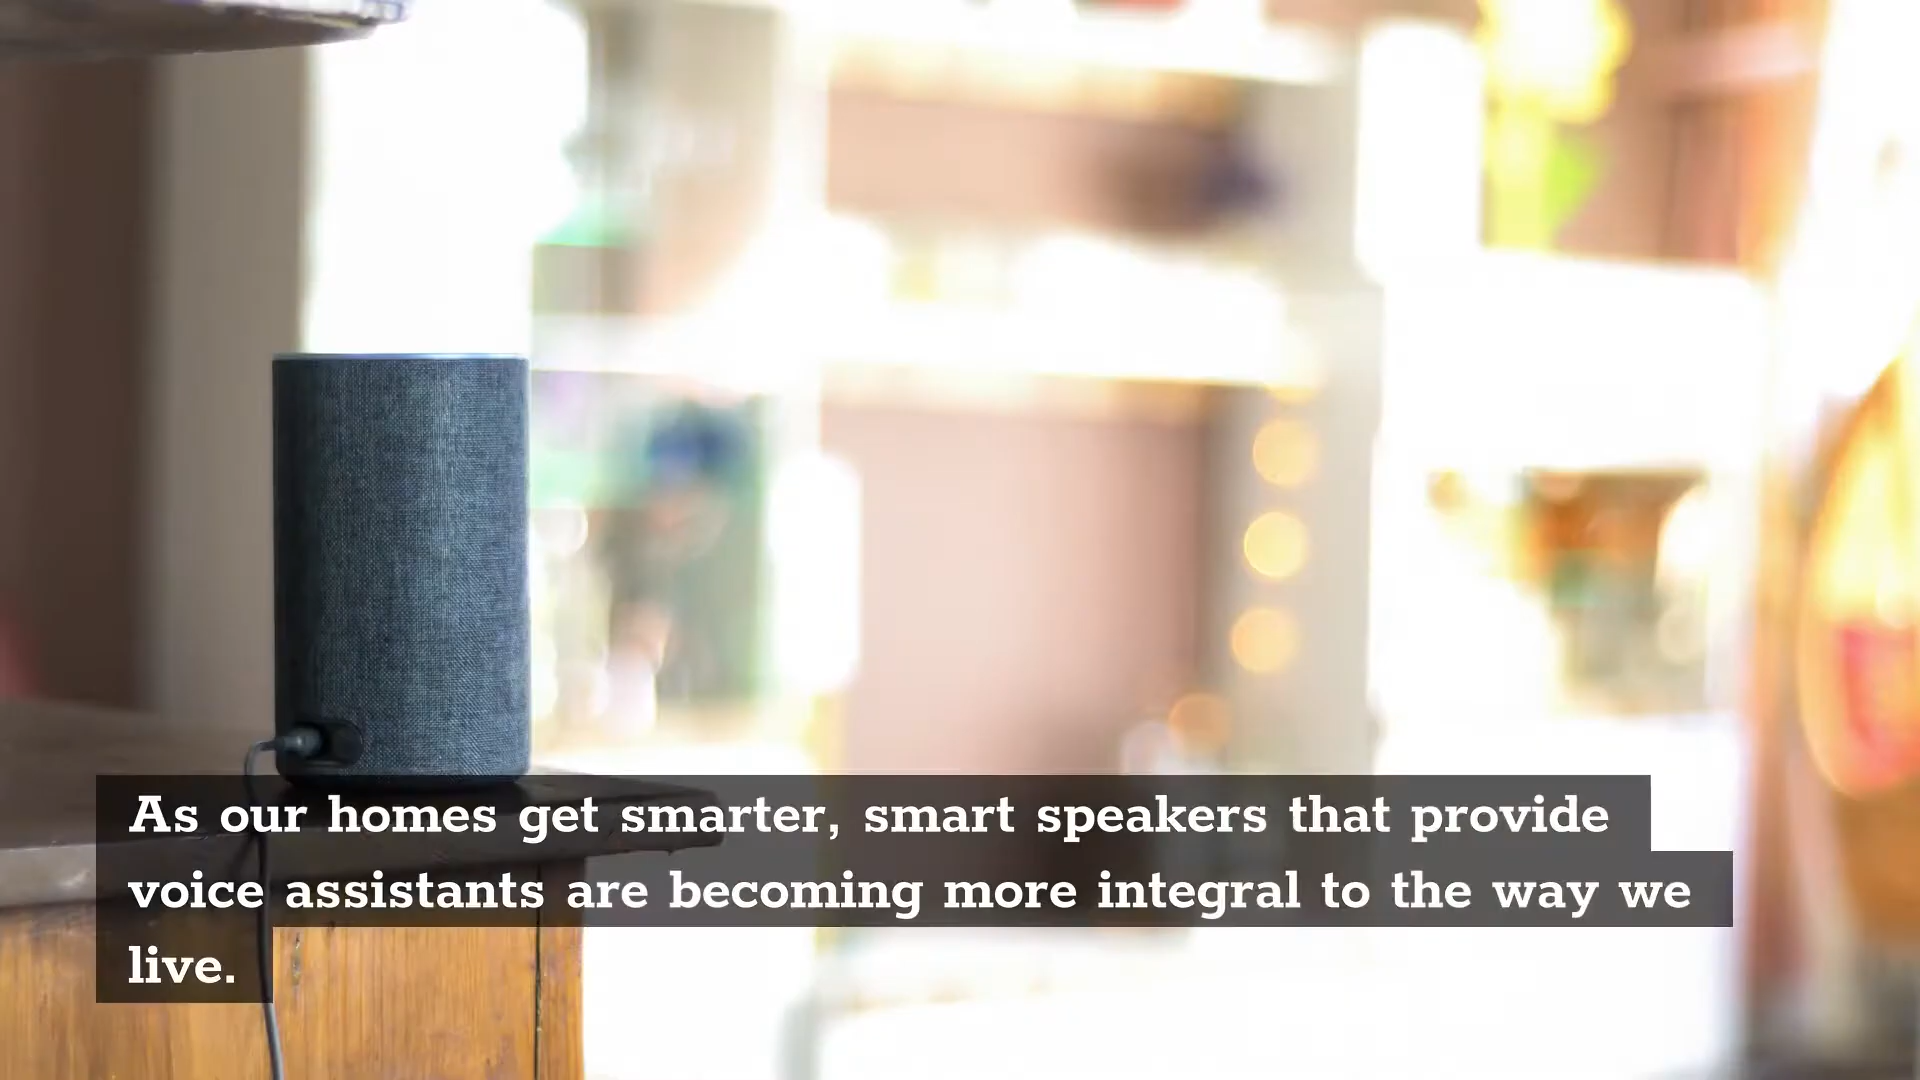 As our homes get smarter, smart speakers that provide
voice assistants are becoming more integral to the way we
live.